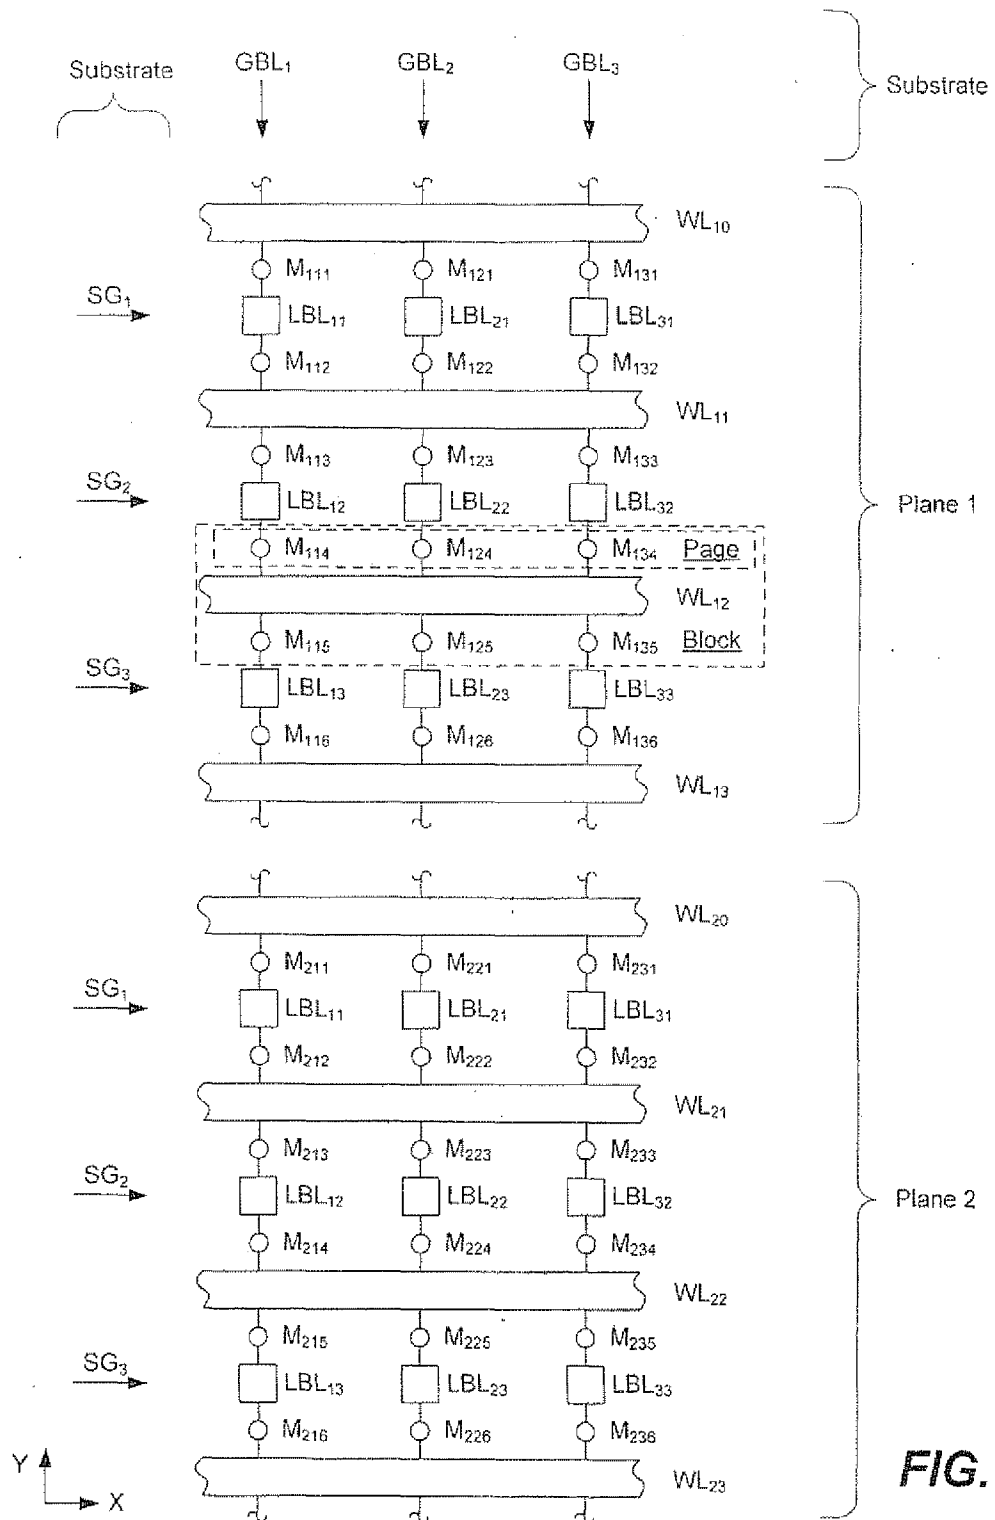 Substrate GBL₁ GBL₂ GBL₃ Substrate
WL₁₀
M₁₁₁ M₁₂₁ M₁₃₁
SG₁ LBL₁₁ LBL₂₁ LBL₃₁
M₁₁₂ M₁₂₂ M₁₃₂
WL₁₁
M₁₁₃ M₁₂₃ M₁₃₃
SG₂ LBL₁₂ LBL₂₂ LBL₃₂ Plane 1
M₁₁₄ M₁₂₄ M₁₃₄ Page
WL₁₂
M₁₁₅ M₁₂₅ M₁₃₅ Block
SG₃ LBL₁₃ LBL₂₃ LBL₃₃
M₁₁₆ M₁₂₆ M₁₃₆
WL₁₃
WL₂₀
M₂₁₁ M₂₂₁ M₂₃₁
SG₁ LBL₁₁ LBL₂₁ LBL₃₁
M₂₁₂ M₂₂₂ M₂₃₂
WL₂₁
M₂₁₃ M₂₂₃ M₂₃₃
SG₂ LBL₁₂ LBL₂₂ LBL₃₂ Plane 2
M₂₁₄ M₂₂₄ M₂₃₄
WL₂₂
M₂₁₅ M₂₂₅ M₂₃₅
SG₃ LBL₁₃ LBL₂₃ LBL₃₃
M₂₁₆ M₂₂₆ M₂₃₆
Y X WL₂₃ FIG.